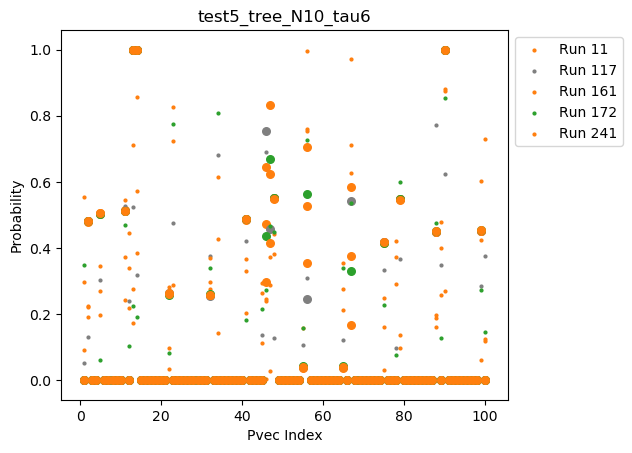 test5_tree_N10_tau6
1.0
0.8
0.6
0.4
0.2
0.0
Probability
0 20 40 60 80 100
Pvec Index
Run 11
Run 117
Run 161
Run 172
Run 241